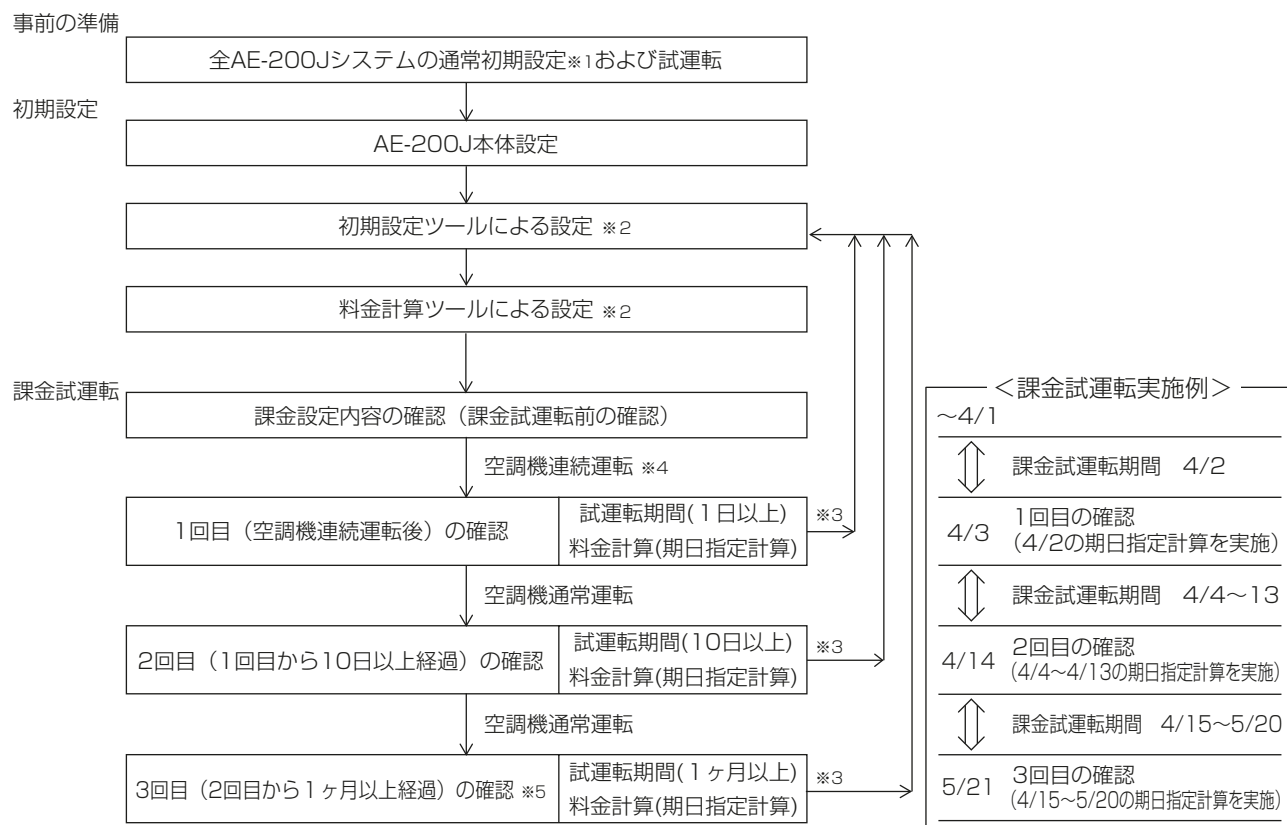 事前の準備
全AE-200Jシステムの通常初期設定※1および試運転
初期設定
AE-200J本体設定
初期設定ツールによる設定 ※2
料金計算ツールによる設定 ※2
課金試運転
課金設定内容の確認（課金試運転前の確認）
空調機連続運転 ※4
1回目（空調機連続運転後）の確認
試運転期間(1日以上)
料金計算(期日指定計算)
※3
空調機通常運転
2回目（1回目から10日以上経過）の確認
試運転期間(10日以上)
料金計算(期日指定計算)
※3
空調機通常運転
3回目（2回目から1ヶ月以上経過）の確認 ※5
試運転期間(1ヶ月以上)
料金計算(期日指定計算)
※3
＜課金試運転実施例＞
～4/1
課金試運転期間 4/2
4/3
1回目の確認
(4/2の期日指定計算を実施)
課金試運転期間 4/4～13
4/14
2回目の確認
(4/4～4/13の期日指定計算を実施)
課金試運転期間 4/15～5/20
5/21
3回目の確認
(4/15～5/20の期日指定計算を実施)